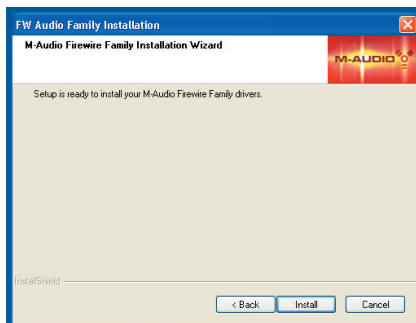 FW Audio Family Installation
M-Audio Firewire Family Installation Wizard
M-AUDIO
Setup is ready to install your M-Audio Firewire Family drivers.
InstallShield
< Back Install Cancel